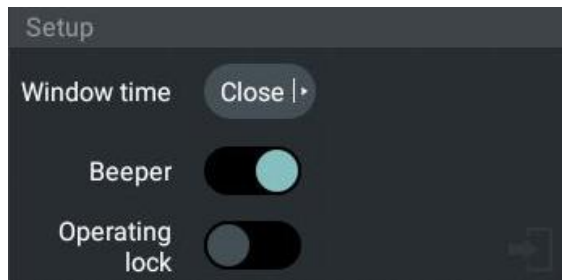 Setup
Window time Close
Beeper
Operating
lock